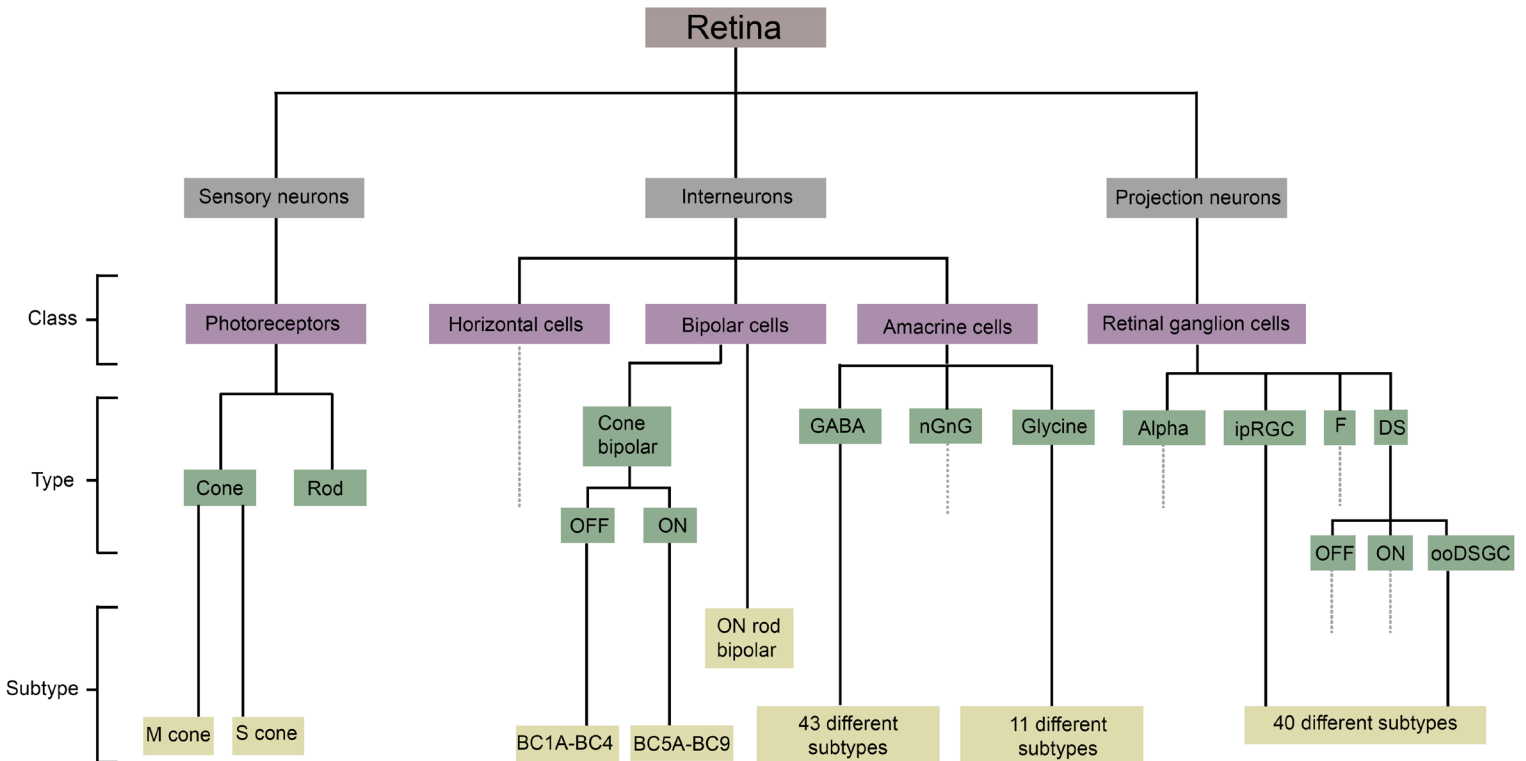 Retina
Sensory neurons
Interneurons
Projection neurons
Class
Photoreceptors
Horizontal cells
Bipolar cells
Amacrine cells
Retinal ganglion cells
Type
Cone
bipolar
GABA
nGnG
Glycine
Alpha
ipRGC
F
DS
Cone
Rod
OFF
ON
OFF
ON
ooDSGC
Subtype
ON rod
bipolar
M cone
S cone
BC1A-BC4
BC5A-BC9
43 different
subtypes
11 different
subtypes
40 different subtypes